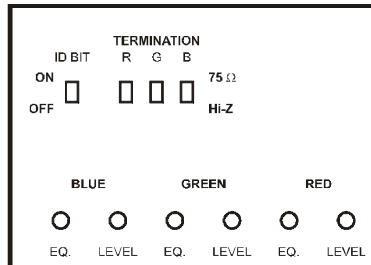 TERMINATION
ID BIT R G B
ON 75 Ω
OFF Hi-Z
BLUE GREEN RED
EQ. LEVEL EQ. LEVEL EQ. LEVEL